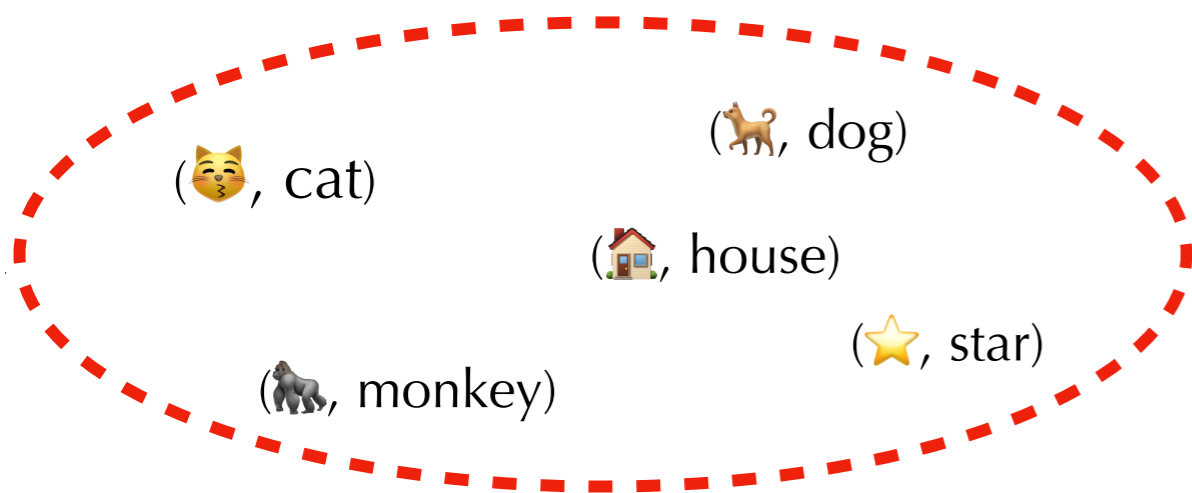 (🐕, dog)
(😽, cat)
(🏠, house)
(⭐, star)
(🦍, monkey)